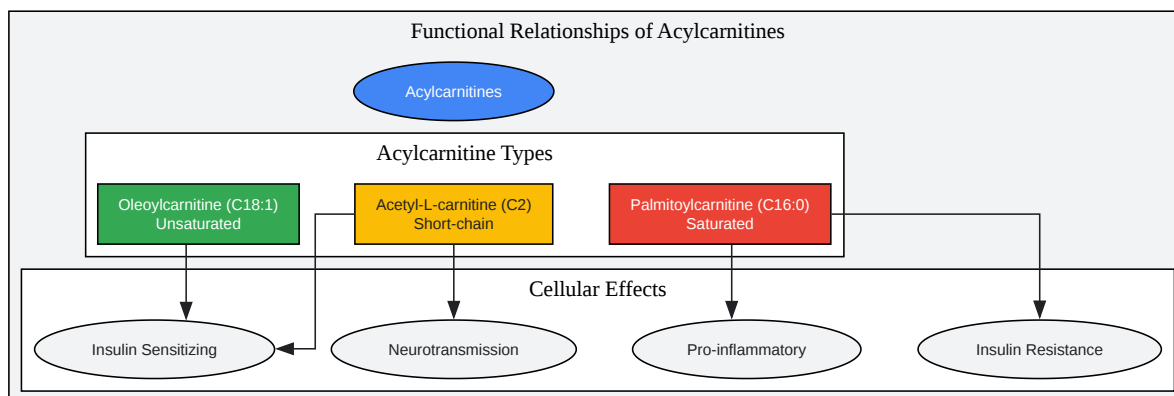 Functional Relationships of Acylcarnitines
Acylcarnitines
Acylcarnitine Types
Oleoylcarnitine (C18:1)
Unsaturated
Acetyl-L-carnitine (C2)
Short-chain
Palmitoylcarnitine (C16:0)
Saturated
Cellular Effects
Insulin Sensitizing
Neurotransmission
Pro-inflammatory
Insulin Resistance